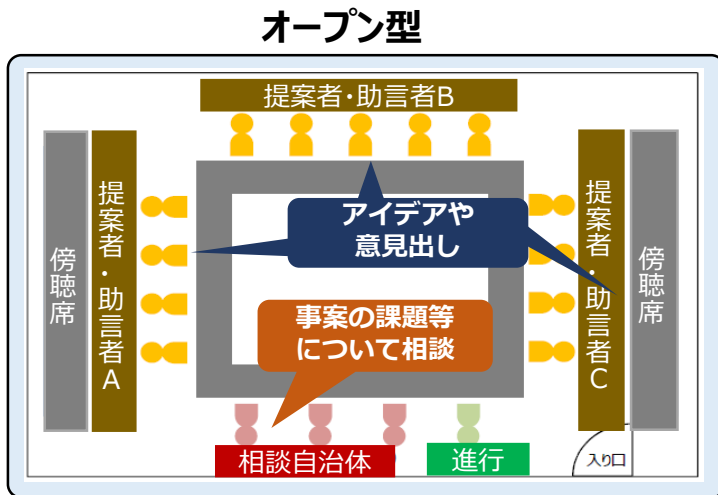 オープン型
提案者・助言者B
傍聴席
提案者・助言者A
アイデアや
意見出し
提案者・助言者C
傍聴席
事案の課題等
について相談
相談自治体
進行
入り口